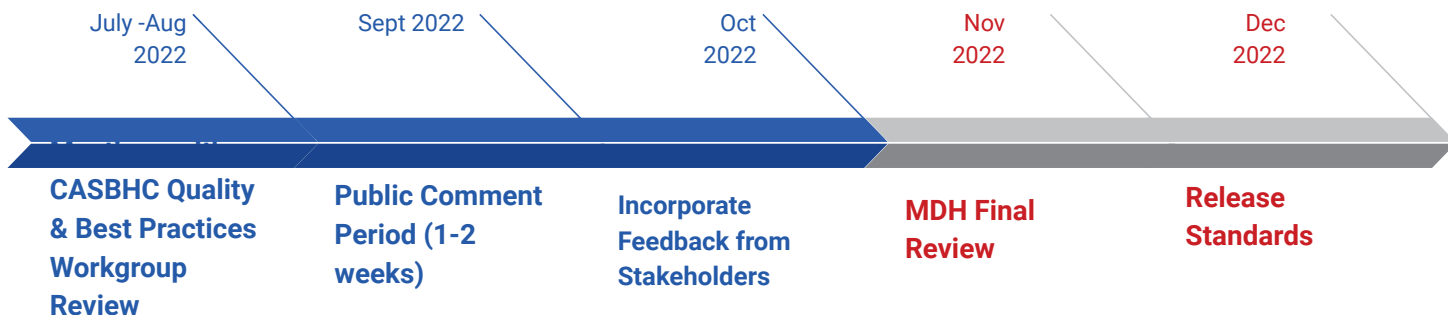 July -Aug
2022
Sept 2022
Oct
2022
Nov
2022
Dec
2022
CASBHC Quality
& Best Practices
Workgroup
Review
Public Comment
Period (1-2
weeks)
Incorporate
Feedback from
Stakeholders
MDH Final
Review
Release
Standards